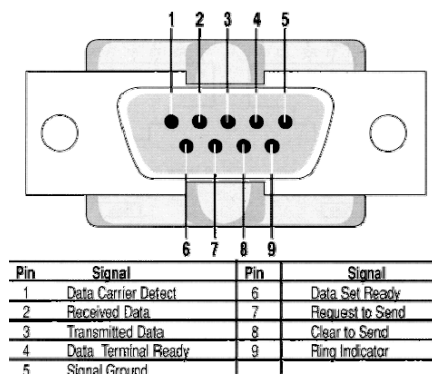 1 2 3 4 5
6 7 8 9
Pin Signal Pin Signal
1 Data Carrier Detect 6 Data Set Ready
2 Received Data 7 Request to Send
3 Transmitted Data 8 Clear to Send
4 Data Terminal Ready 9 Ring Indicator
5 Signal Ground